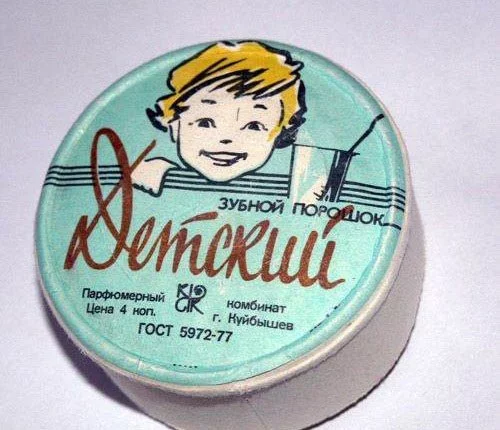 ЗУБНОЙ ПОРОШОК
Детский
Парфюмерный комбинат
Цена 4 коп. г. Куйбышев
ГОСТ 5972-77